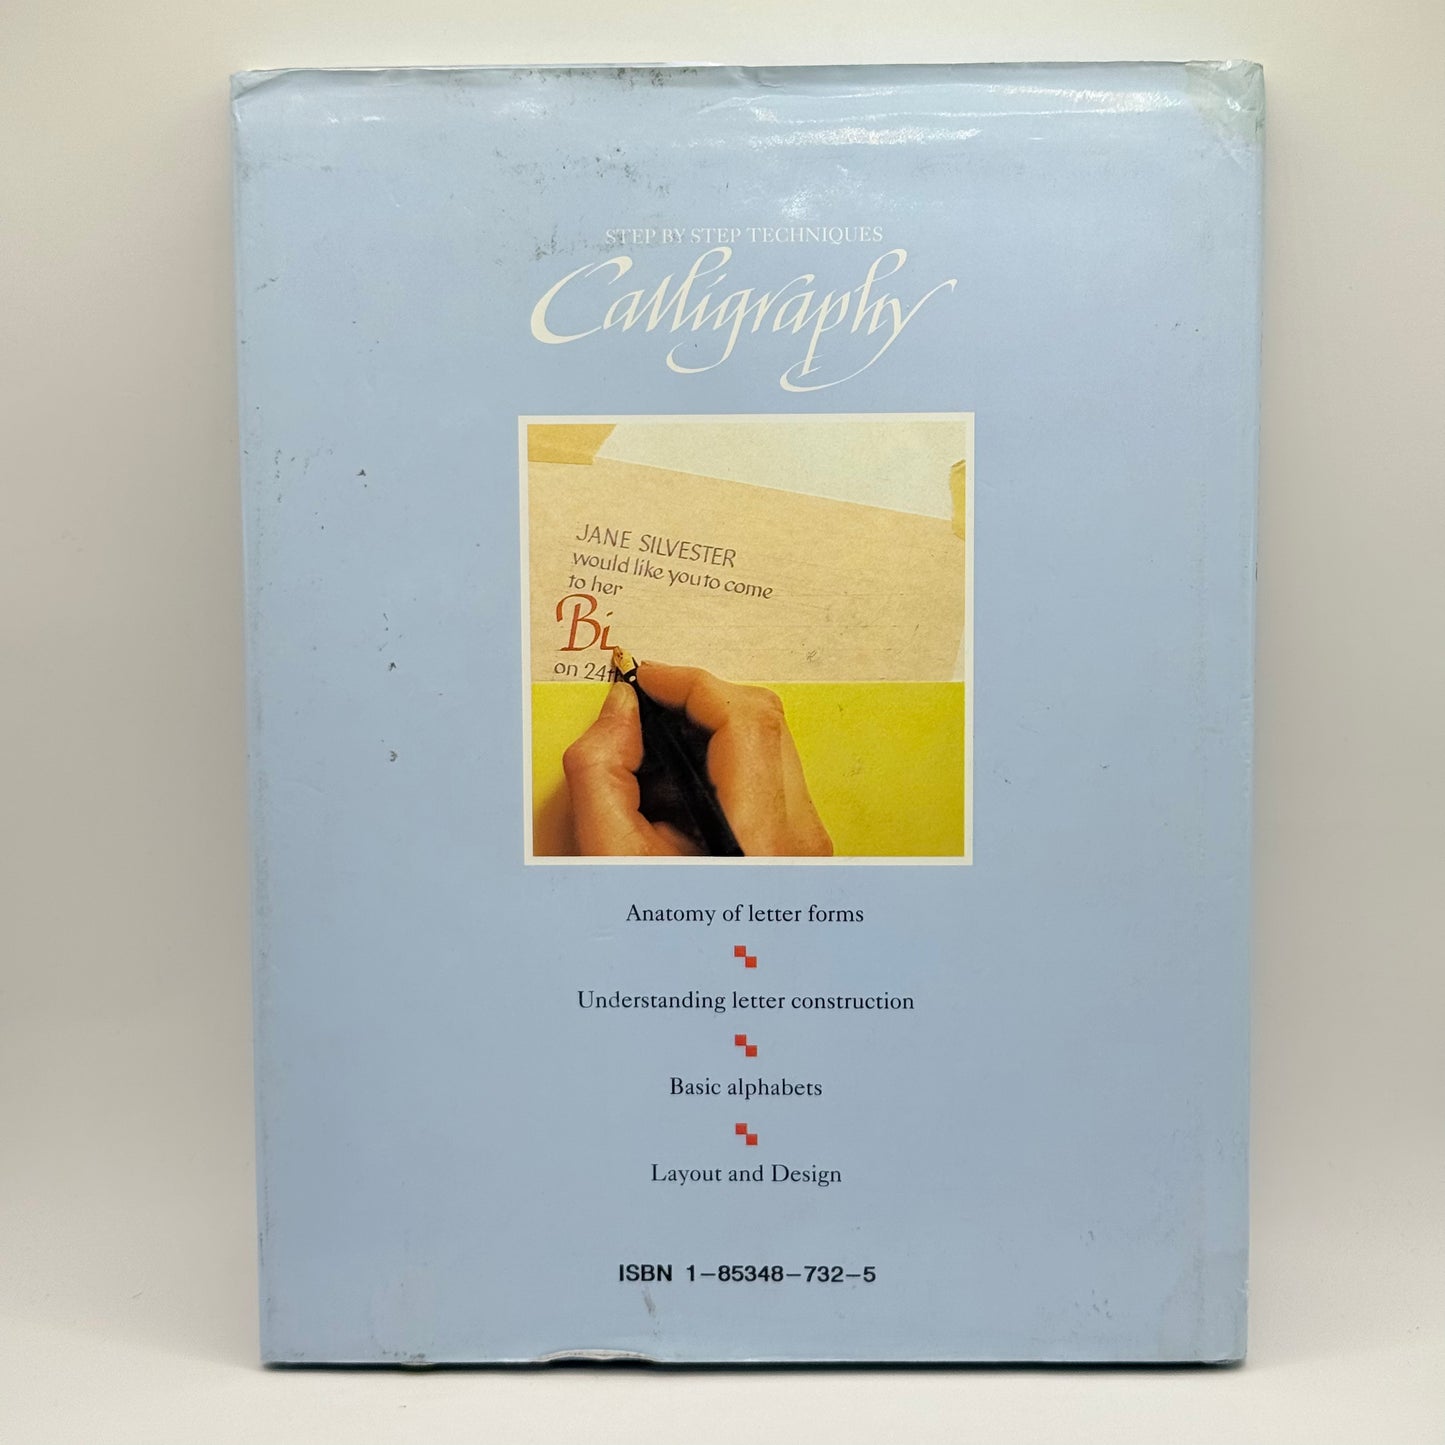 STEP BY STEP TECHNIQUES
Calligraphy
JANE SILVESTER
would like you to come
to her
Bi
on 24th
Anatomy of letter forms
Understanding letter construction
Basic alphabets
Layout and Design
ISBN 1-85348-732-5